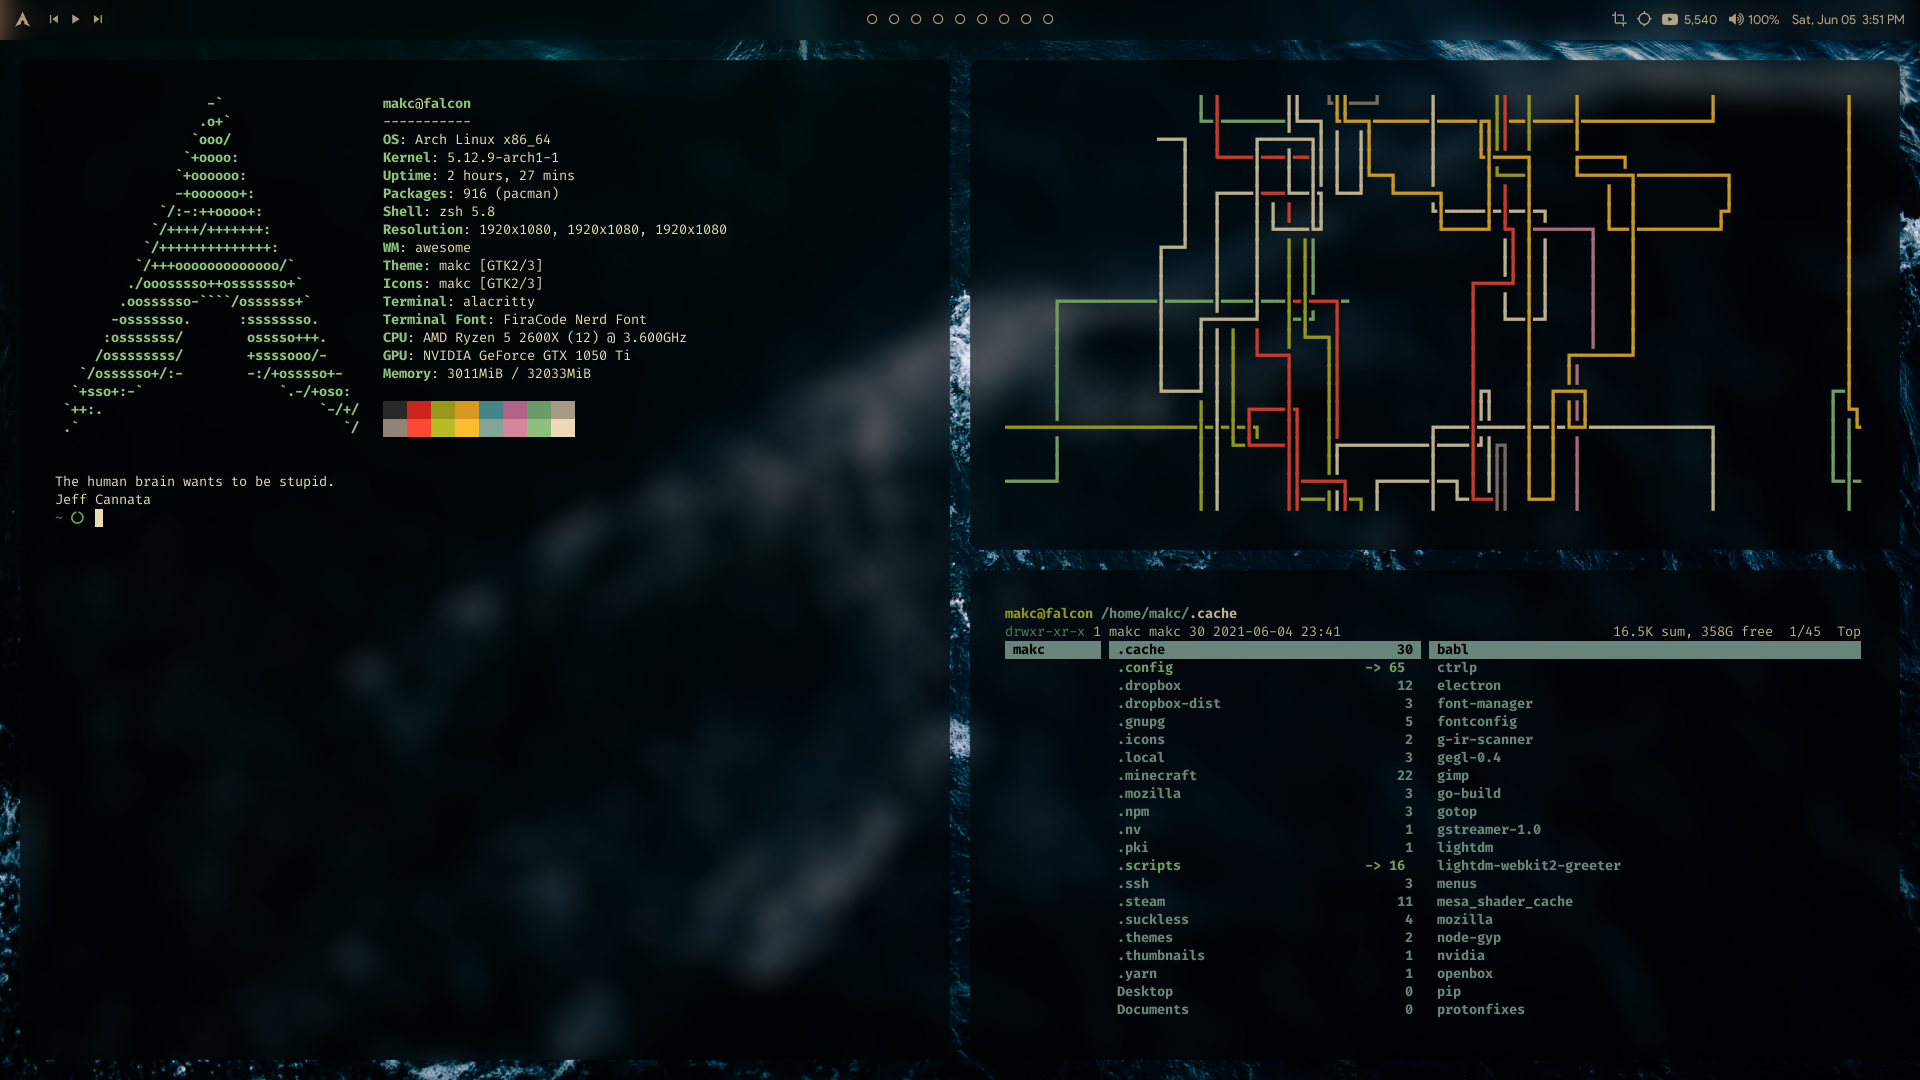 5,540
100%
Sat, Jun 05 3:51 PM
-`
.o+`
`ooo/
`+oooo:
`+oooooo:
-+oooooo+:
`/:-:++oooo+:
`/++++/+++++++:
`/++++++++++++++:
`/+++ooooooooooooo/`
./ooosssso++osssssso+`
.oossssso-````/ossssss+`
-osssssso.      :ssssssso.
:osssssss/        osssso+++.
/ossssssss/        +ssssooo/-
`/ossssso+/:-        -:/+osssso+-
`+sso+:-`                 `.-/+oso:
`++:.                           `-/+/
.`                                 `/
makc@falcon
-----------
OS: Arch Linux x86_64
Kernel: 5.12.9-arch1-1
Uptime: 2 hours, 27 mins
Packages: 916 (pacman)
Shell: zsh 5.8
Resolution: 1920x1080, 1920x1080, 1920x1080
WM: awesome
Theme: makc [GTK2/3]
Icons: makc [GTK2/3]
Terminal: alacritty
Terminal Font: FiraCode Nerd Font
CPU: AMD Ryzen 5 2600X (12) @ 3.600GHz
GPU: NVIDIA GeForce GTX 1050 Ti
Memory: 3011MiB / 32033MiB
The human brain wants to be stupid.
Jeff Cannata
~
makc@falcon /home/makc/.cache
drwxr-xr-x 1 makc makc 30 2021-06-04 23:41 16.5K sum, 358G free 1/45 Top
makc .cache 30 babl
.config -> 65 ctrlp
.dropbox 12 electron
.dropbox-dist 3 font-manager
.gnupg 5 fontconfig
.icons 2 g-ir-scanner
.local 3 gegl-0.4
.minecraft 22 gimp
.mozilla 3 go-build
.npm 3 gotop
.nv 1 gstreamer-1.0
.pki 1 lightdm
.scripts -> 16 lightdm-webkit2-greeter
.ssh 3 menus
.steam 11 mesa_shader_cache
.suckless 4 mozilla
.themes 2 node-gyp
.thumbnails 1 nvidia
.yarn 1 openbox
Desktop 0 pip
Documents 0 protonfixes